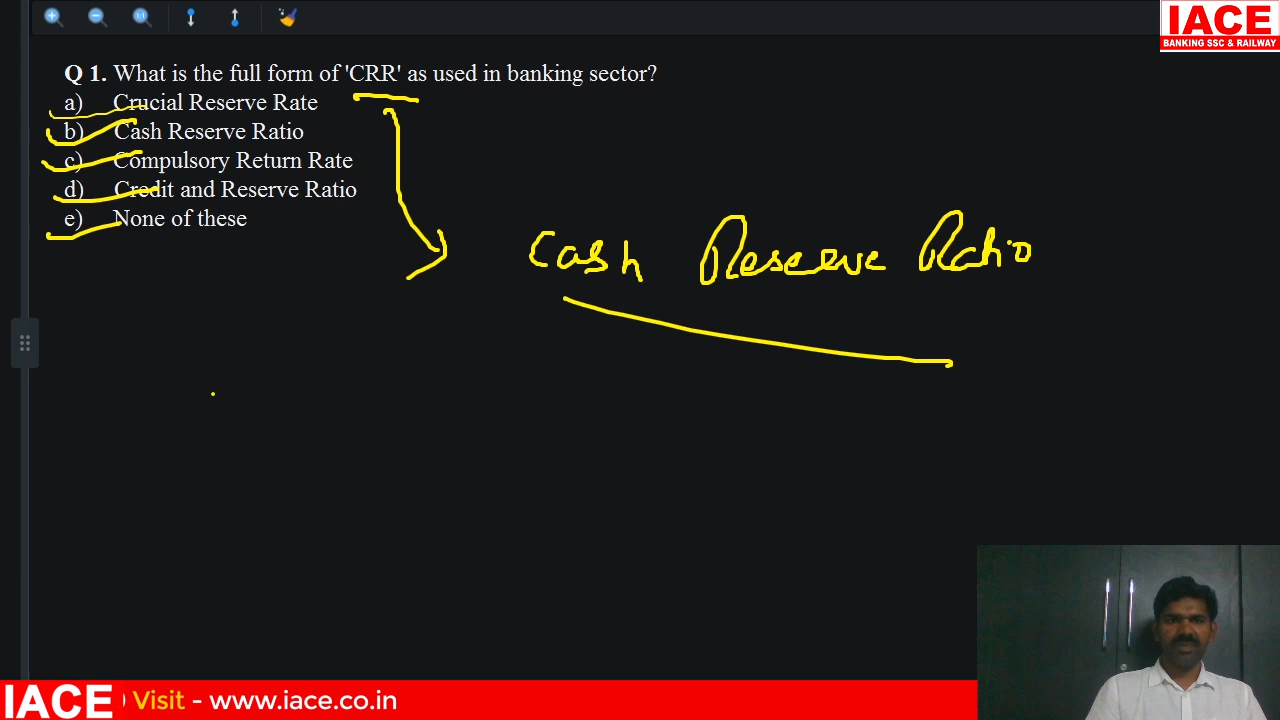 IACE
BANKING SSC & RAILWAY
Q 1. What is the full form of 'CRR' as used in banking sector?
a) Crucial Reserve Rate
b) Cash Reserve Ratio
c) Compulsory Return Rate
d) Credit and Reserve Ratio
e) None of these
Cash Reserve Ratio
IACE ) Visit - www.iace.co.in